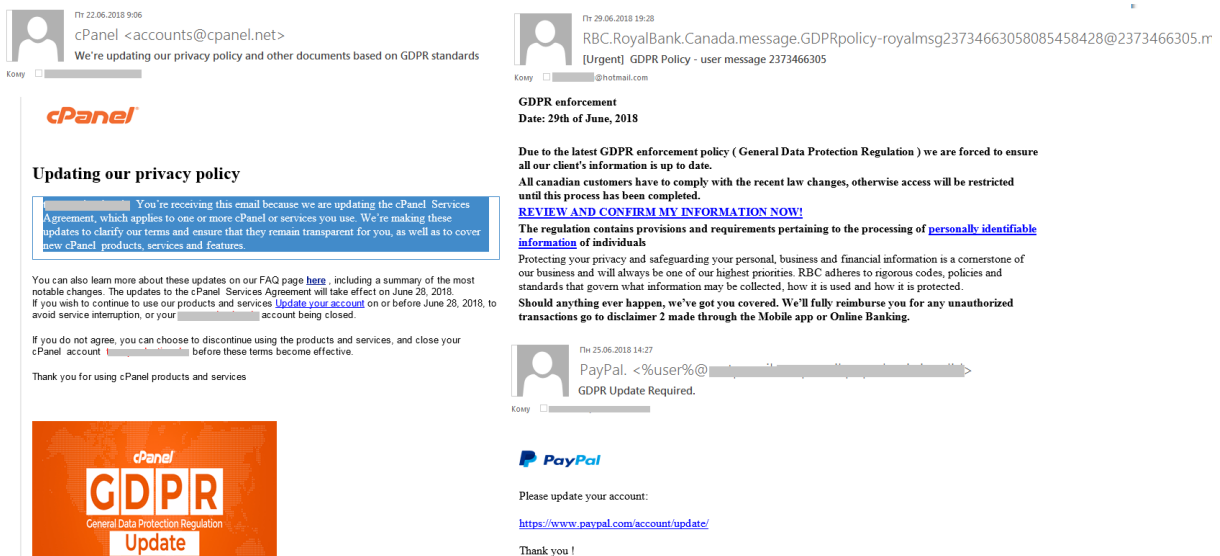 Пт 22.06.2018 9:06
cPanel <accounts@cpanel.net>
We're updating our privacy policy and other documents based on GDPR standards
Кому
cPanel
Updating our privacy policy
You're receiving this email because we are updating the cPanel Services
Agreement, which applies to one or more cPanel or services you use. We're making these
updates to clarify our terms and ensure that they remain transparent for you, as well as to cover
new cPanel products, services and features.
You can also learn more about these updates on our FAQ page here , including a summary of the most
notable changes. The updates to the cPanel Services Agreement will take effect on June 28, 2018.
If you wish to continue to use our products and services Update your account on or before June 28, 2018, to
avoid service interruption, or your account being closed.
If you do not agree, you can choose to discontinue using the products and services, and close your
cPanel account before these terms become effective.
Thank you for using cPanel products and services
cPanel
GDPR
General Data Protection Regulation
Update
Пт 29.06.2018 19:28
RBC.RoyalBank.Canada.message.GDPRpolicy-royalmsg23734663058085458428@2373466305.m
[Urgent] GDPR Policy - user message 2373466305
Кому @hotmail.com
GDPR enforcement
Date: 29th of June, 2018
Due to the latest GDPR enforcement policy ( General Data Protection Regulation ) we are forced to ensure
all our client's information is up to date.
All canadian customers have to comply with the recent law changes, otherwise access will be restricted
until this process has been completed.
REVIEW AND CONFIRM MY INFORMATION NOW!
The regulation contains provisions and requirements pertaining to the processing of personally identifiable
information of individuals
Protecting your privacy and safeguarding your personal, business and financial information is a cornerstone of
our business and will always be one of our highest priorities. RBC adheres to rigorous codes, policies and
standards that govern what information may be collected, how it is used and how it is protected.
Should anything ever happen, we've got you covered. We'll fully reimburse you for any unauthorized
transactions go to disclaimer 2 made through the Mobile app or Online Banking.
Пн 25.06.2018 14:27
PayPal. <%user%@ >
GDPR Update Required.
Кому
PayPal
Please update your account:
https://www.paypal.com/account/update/
Thank you !